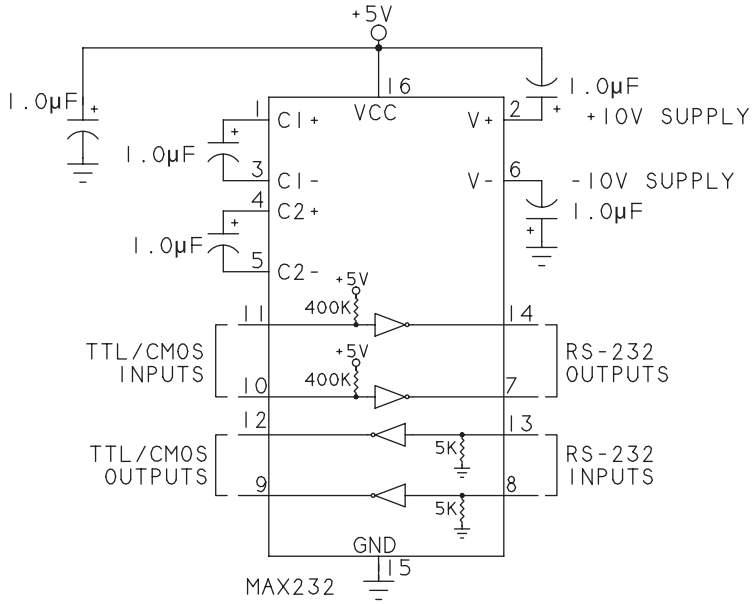 +5V
1.0µF
+
16
VCC
1.0µF
+
+10V SUPPLY
1
C1+
V+
2
1.0µF
+
3
C1-
V-
6
-10V SUPPLY
4
C2+
1.0µF
+
1.0µF
+
5
C2-
+5V
11
400K
14
TTL/CMOS
INPUTS
+5V
RS-232
OUTPUTS
10
400K
7
12
13
TTL/CMOS
OUTPUTS
5K
RS-232
INPUTS
9
8
5K
GND
15
MAX232